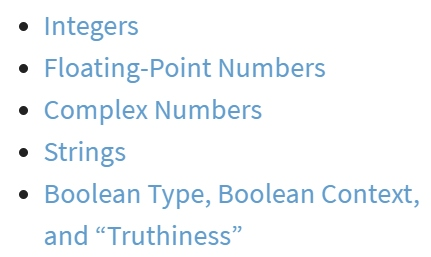 • Integers
• Floating-Point Numbers
• Complex Numbers
• Strings
• Boolean Type, Boolean Context,
and “Truthiness”